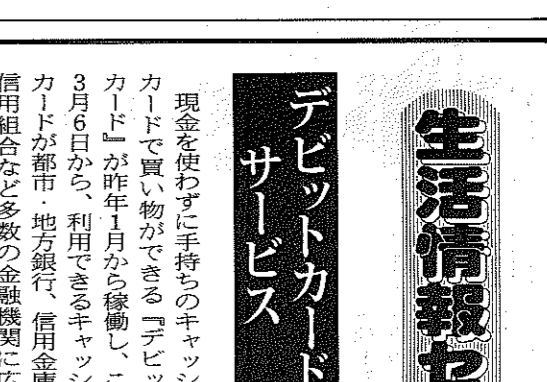 生活情報セ
デビットカード
サービス
現金を使わずに手持ちのキャッシ
カードで買い物ができる『デビッ
カード』が昨年1月から稼働し、こ
3月6日から、利用できるキャッシ
カードが都市・地方銀行、信用金庫
信用組合など多数の金融機関に広